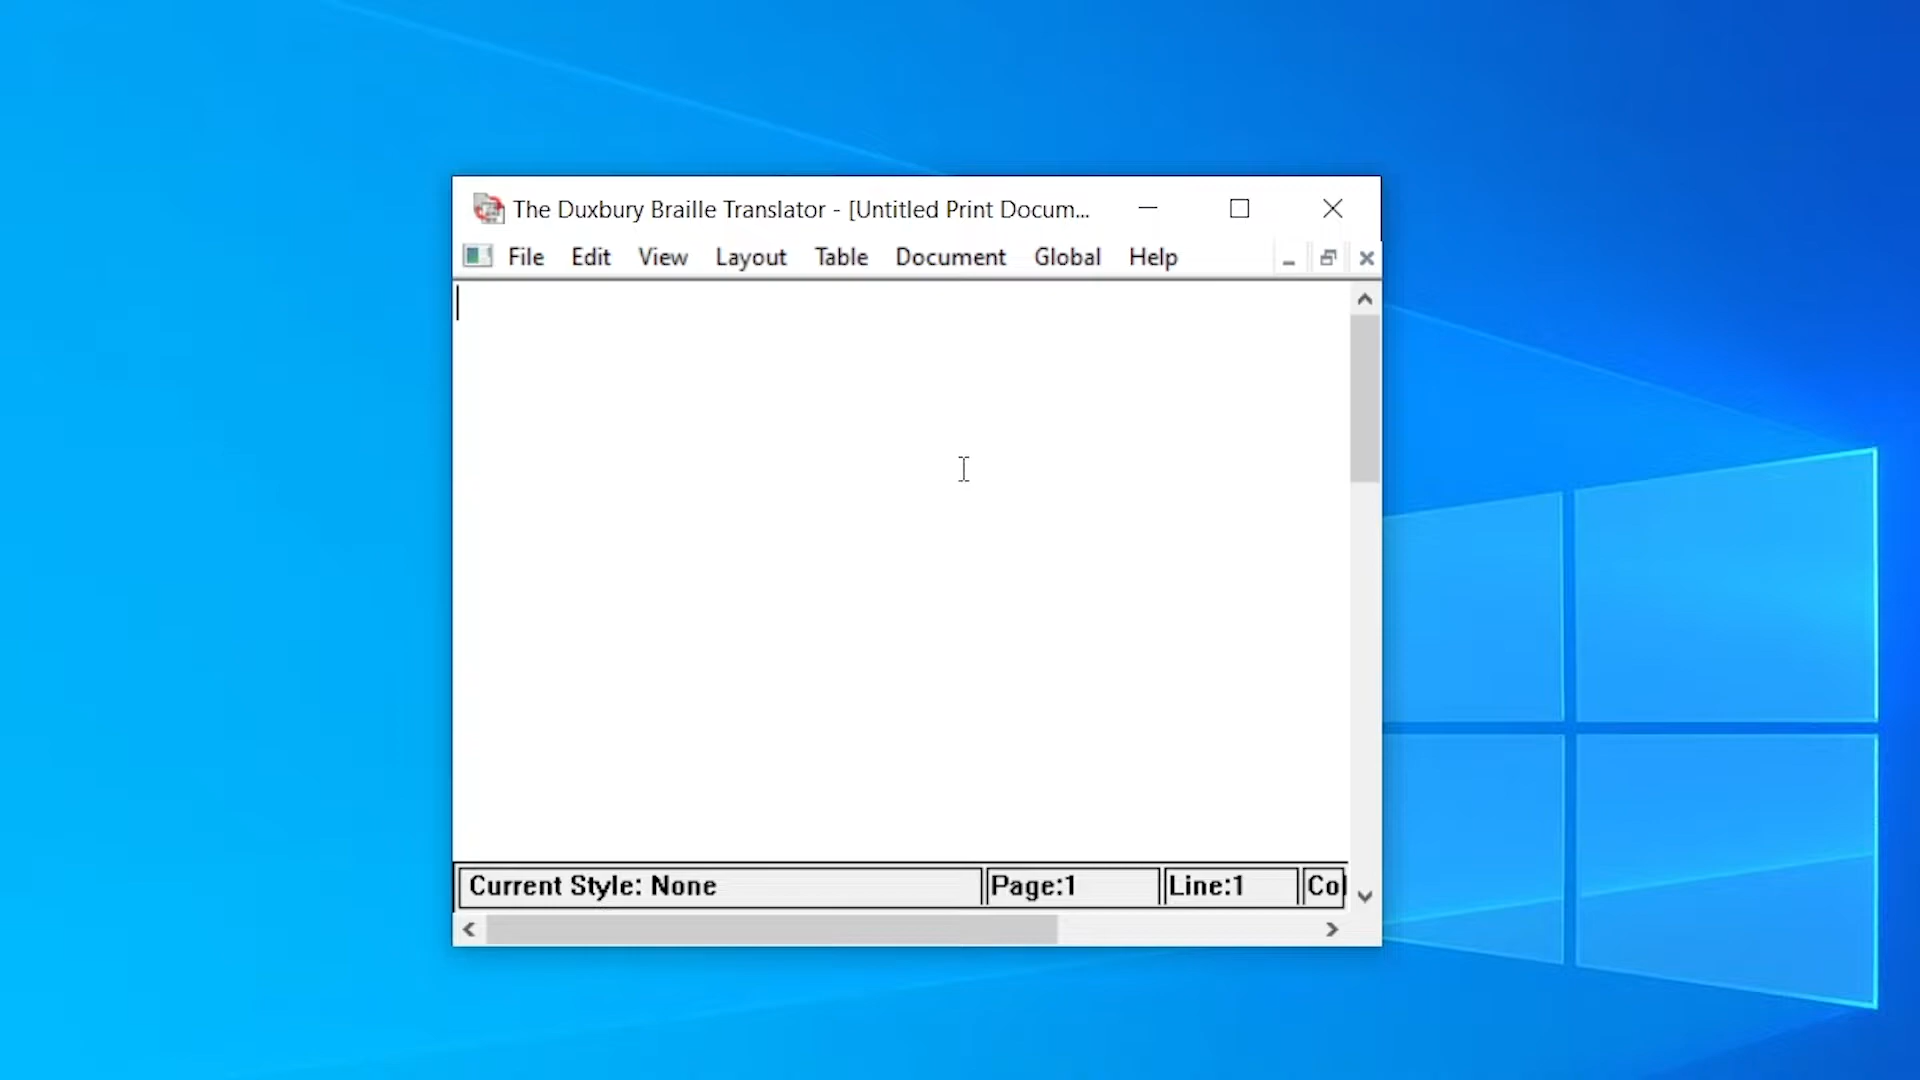 The Duxbury Braille Translator - [Untitled Print Docum...
File Edit View Layout Table Document Global Help
Current Style: None Page:1 Line:1 Co